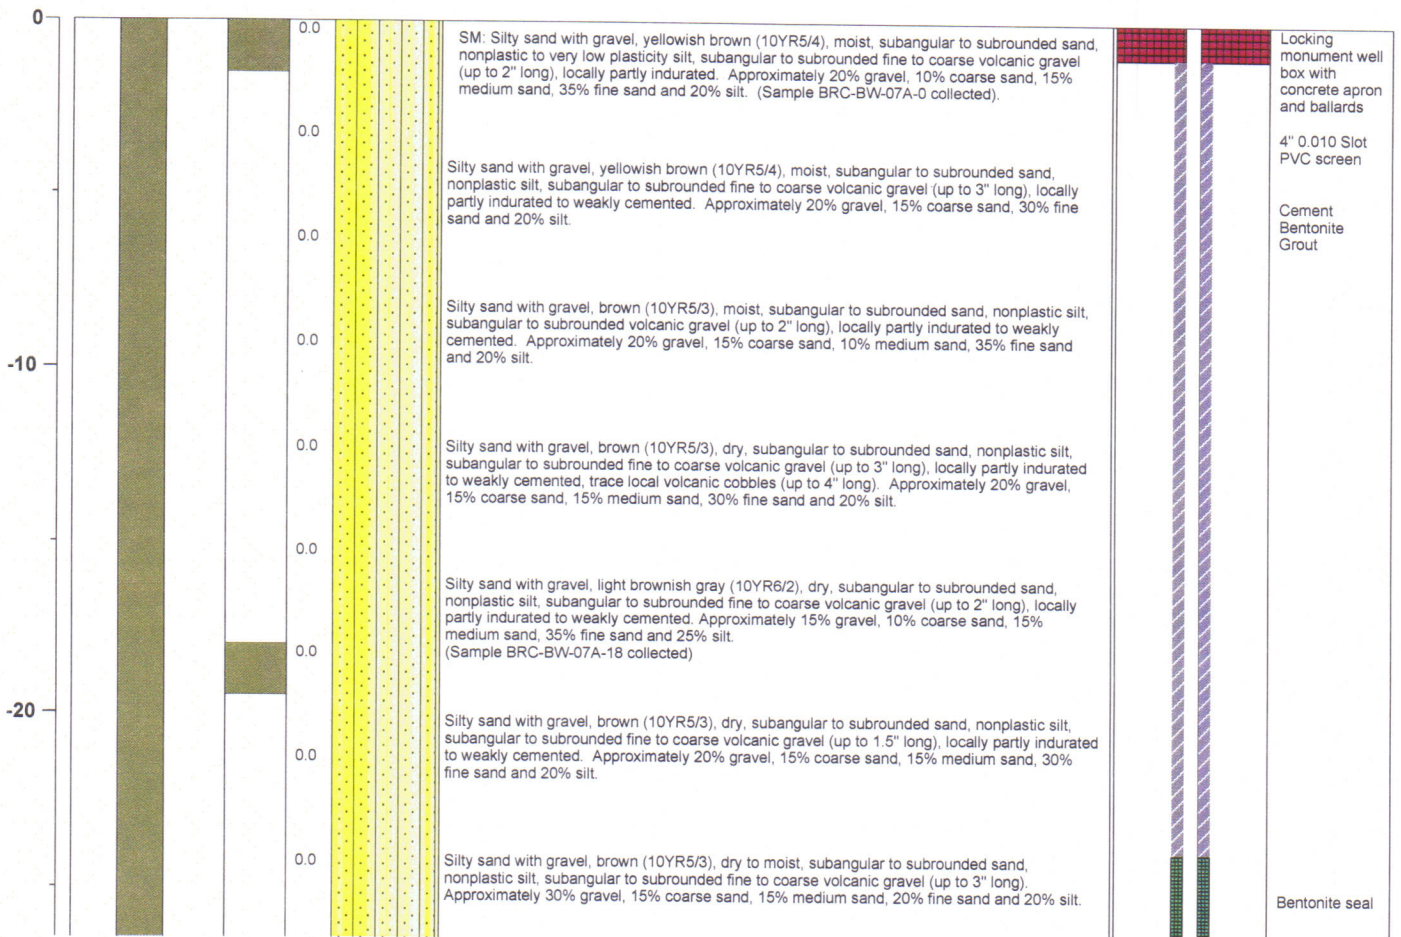 0
0.0
SM: Silty sand with gravel, yellowish brown (10YR5/4), moist, subangular to subrounded sand,
nonplastic to very low plasticity silt, subangular to subrounded fine to coarse volcanic gravel
(up to 2" long), locally partly indurated. Approximately 20% gravel, 10% coarse sand, 15%
medium sand, 35% fine sand and 20% silt. (Sample BRC-BW-07A-0 collected).
Locking
monument well
box with
concrete apron
and ballards
0.0
4" 0.010 Slot
PVC screen
Silty sand with gravel, yellowish brown (10YR5/4), moist, subangular to subrounded sand,
nonplastic silt, subangular to subrounded fine to coarse volcanic gravel (up to 3" long), locally
partly indurated to weakly cemented. Approximately 20% gravel, 15% coarse sand, 30% fine
sand and 20% silt.
0.0
Cement
Bentonite
Grout
Silty sand with gravel, brown (10YR5/3), moist, subangular to subrounded sand, nonplastic silt,
subangular to subrounded volcanic gravel (up to 2" long), locally partly indurated to weakly
cemented. Approximately 20% gravel, 15% coarse sand, 10% medium sand, 35% fine sand
and 20% silt.
0.0
-10
0.0
Silty sand with gravel, brown (10YR5/3), dry, subangular to subrounded sand, nonplastic silt,
subangular to subrounded fine to coarse volcanic gravel (up to 3" long), locally partly indurated
to weakly cemented, trace local volcanic cobbles (up to 4" long). Approximately 20% gravel,
15% coarse sand, 15% medium sand, 30% fine sand and 20% silt.
0.0
Silty sand with gravel, light brownish gray (10YR6/2), dry, subangular to subrounded sand,
nonplastic silt, subangular to subrounded fine to coarse volcanic gravel (up to 2" long), locally
partly indurated to weakly cemented. Approximately 15% gravel, 10% coarse sand, 15%
medium sand, 35% fine sand and 25% silt.
(Sample BRC-BW-07A-18 collected)
0.0
-20
Silty sand with gravel, brown (10YR5/3), dry, subangular to subrounded sand, nonplastic silt,
subangular to subrounded fine to coarse volcanic gravel (up to 1.5" long), locally partly indurated
to weakly cemented. Approximately 20% gravel, 15% coarse sand, 15% medium sand, 30%
fine sand and 20% silt.
0.0
0.0
Silty sand with gravel, brown (10YR5/3), dry to moist, subangular to subrounded sand,
nonplastic silt, subangular to subrounded fine to coarse volcanic gravel (up to 3" long).
Approximately 30% gravel, 15% coarse sand, 15% medium sand, 20% fine sand and 20% silt.
Bentonite seal